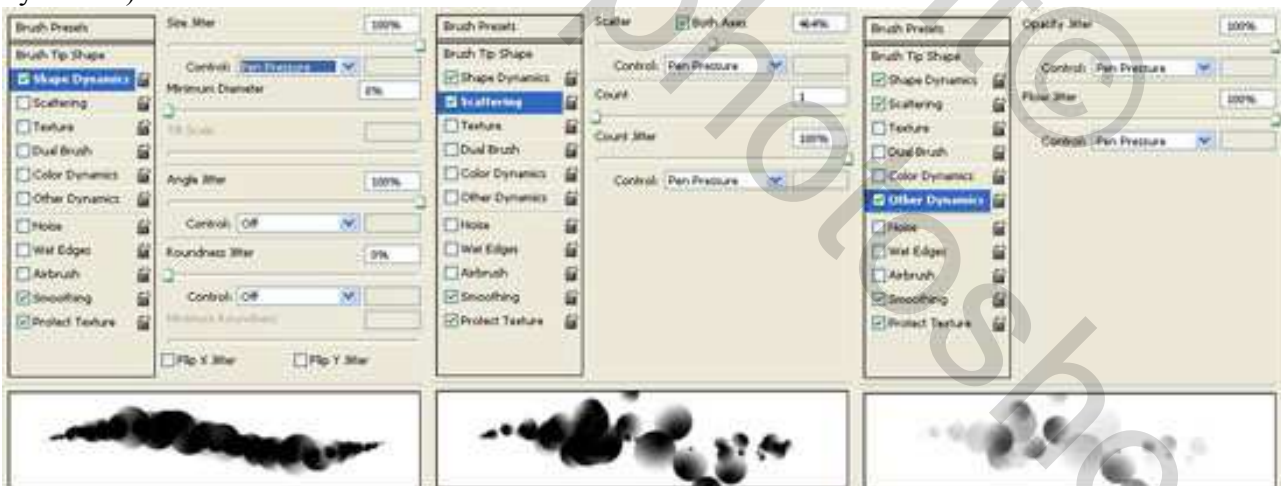 Brush Presets
Brush Tip Shape
Shape Dynamics
Scattering
Texture
Dual Brush
Color Dynamics
Other Dynamics
Noise
Wet Edges
Airbrush
Smoothing
Protect Texture
Size Jitter 100%
Control: Pen Pressure
Minimum Diameter 0%
Tilt Scale
Angle Jitter 100%
Control: Off
Roundness Jitter 0%
Control: Off
Minimum Roundness
Flip X Jitter Flip Y Jitter
Brush Presets
Brush Tip Shape
Shape Dynamics
Scattering
Texture
Dual Brush
Color Dynamics
Other Dynamics
Noise
Wet Edges
Airbrush
Smoothing
Protect Texture
Scatter Both Axes 464%
Control: Pen Pressure
Count 1
Count Jitter 100%
Control: Pen Pressure
Brush Presets
Brush Tip Shape
Shape Dynamics
Scattering
Texture
Dual Brush
Color Dynamics
Other Dynamics
Noise
Wet Edges
Airbrush
Smoothing
Protect Texture
Opacity Jitter 100%
Control: Pen Pressure
Flow Jitter 100%
Control: Pen Pressure